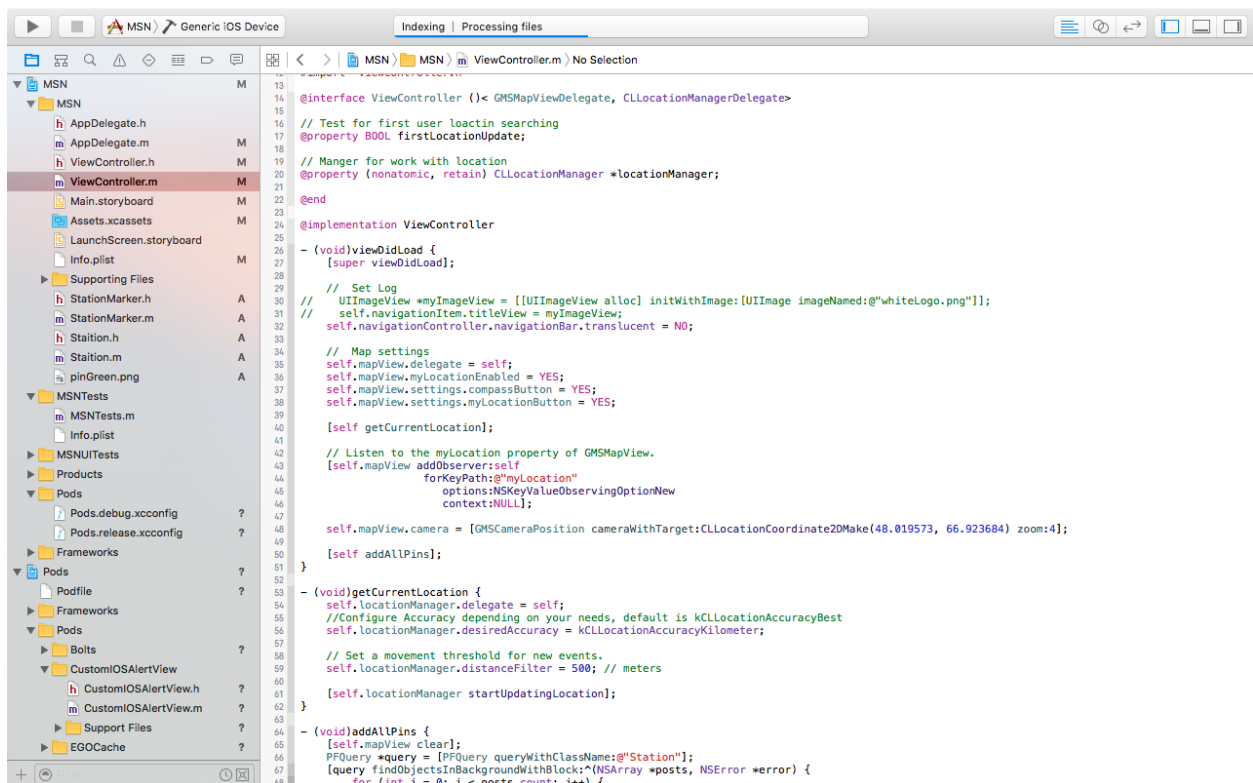 MSN
Generic iOS Device
Indexing | Processing files
MSN
MSN
ViewController.m
No Selection
MSN M
MSN
h AppDelegate.h
m AppDelegate.m M
h ViewController.h M
m ViewController.m M
Main.storyboard M
Assets.xcassets M
LaunchScreen.storyboard
Info.plist M
Supporting Files
h StationMarker.h A
m StationMarker.m A
h Staition.h A
m Staition.m A
pinGreen.png A
MSNTests
m MSNTests.m
Info.plist
MSNUITests
Products
Pods
Pods.debug.xcconfig ?
Pods.release.xcconfig ?
Frameworks
Pods ?
Podfile ?
Frameworks ?
Pods ?
Bolts ?
CustomIOSAlertView ?
h CustomIOSAlertView.h ?
m CustomIOSAlertView.m ?
Support Files ?
EGOCache ?
Filter
13
14 @interface ViewController ()< GMSMapViewDelegate, CLLocationManagerDelegate>
15
16 // Test for first user loactin searching
17 @property BOOL firstLocationUpdate;
18
19 // Manger for work with location
20 @property (nonatomic, retain) CLLocationManager *locationManager;
21
22 @end
23
24 @implementation ViewController
25
26 - (void)viewDidLoad {
27 [super viewDidLoad];
28
29 // Set Log
30 // UIImageView *myImageView = [[UIImageView alloc] initWithImage:[UIImage imageNamed:@"whiteLogo.png"]];
31 // self.navigationItem.titleView = myImageView;
32 self.navigationController.navigationBar.translucent = NO;
33
34 // Map settings
35 self.mapView.delegate = self;
36 self.mapView.myLocationEnabled = YES;
37 self.mapView.settings.compassButton = YES;
38 self.mapView.settings.myLocationButton = YES;
39
40 [self getCurrentLocation];
41
42 // Listen to the myLocation property of GMSMapView.
43 [self.mapView addObserver:self
44 forKeyPath:@"myLocation"
45 options:NSKeyValueObservingOptionNew
46 context:NULL];
47
48 self.mapView.camera = [GMSCameraPosition cameraWithTarget:CLLocationCoordinate2DMake(48.019573, 66.923684) zoom:4];
49
50 [self addAllPins];
51 }
52
53 - (void)getCurrentLocation {
54 self.locationManager.delegate = self;
55 //Configure Accuracy depending on your needs, default is kCLLocationAccuracyBest
56 self.locationManager.desiredAccuracy = kCLLocationAccuracyKilometer;
57
58 // Set a movement threshold for new events.
59 self.locationManager.distanceFilter = 500; // meters
60
61 [self.locationManager startUpdatingLocation];
62 }
63
64 - (void)addAllPins {
65 [self.mapView clear];
66 PFQuery *query = [PFQuery queryWithClassName:@"Station"];
67 [query findObjectsInBackgroundWithBlock:^(NSArray *posts, NSError *error) {
68 for (int i = 0; i < posts.count; i++) {